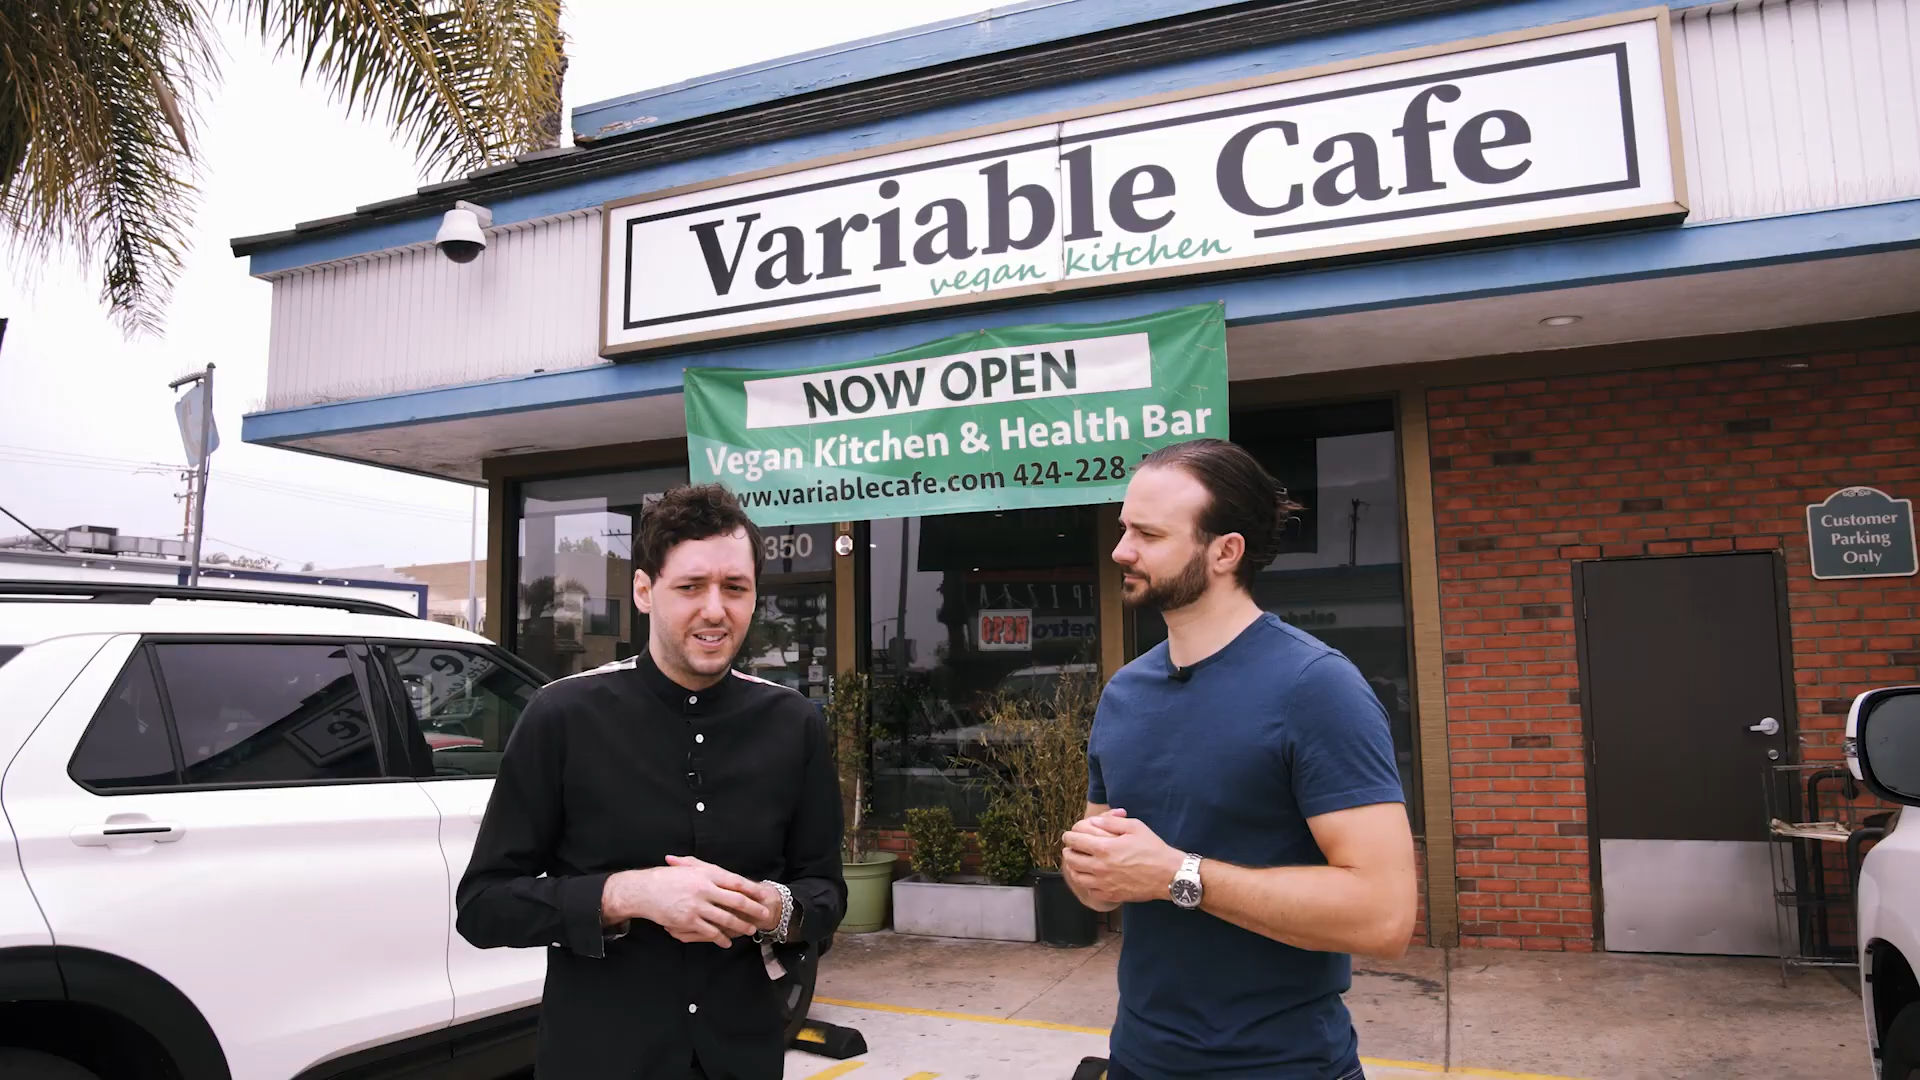 Variable Cafe
vegan kitchen
NOW OPEN
Vegan Kitchen & Health Bar
www.variablecafe.com 424-228-
350
Customer
Parking
Only